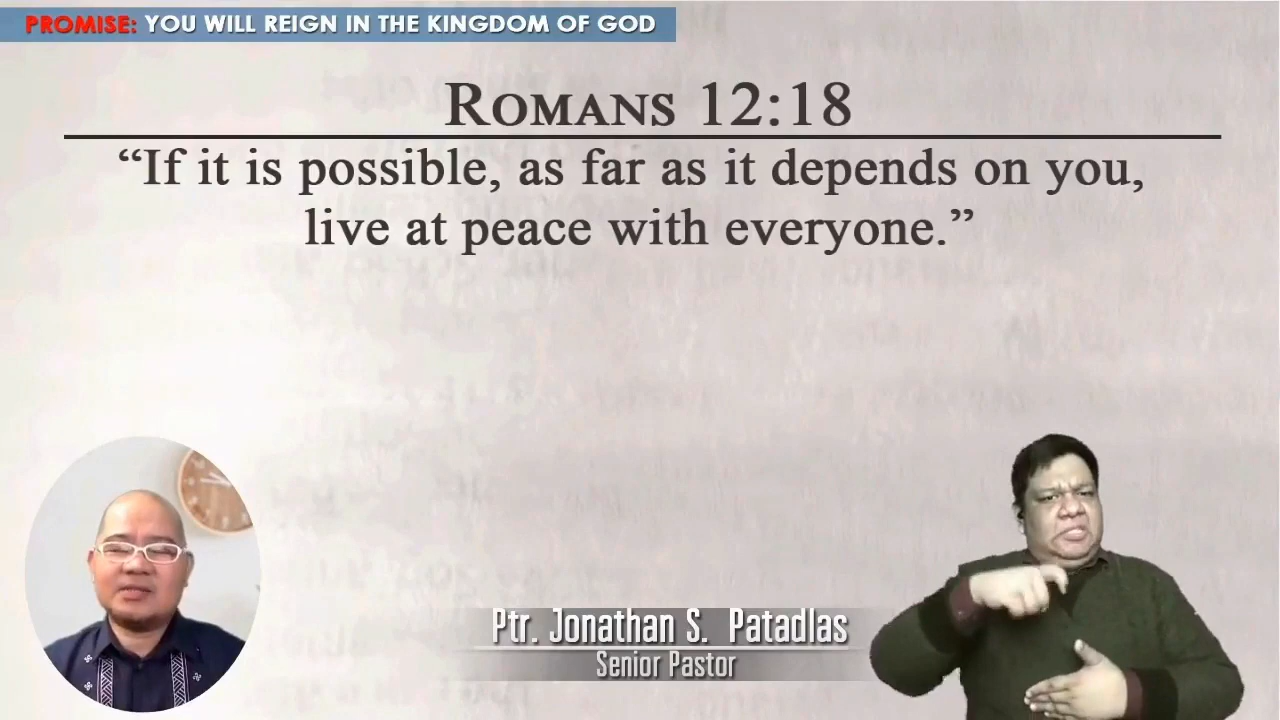 PROMISE: YOU WILL REIGN IN THE KINGDOM OF GOD
ROMANS 12:18
“If it is possible, as far as it depends on you,
live at peace with everyone.”
Ptr. Jonathan S. Patadlas
Senior Pastor